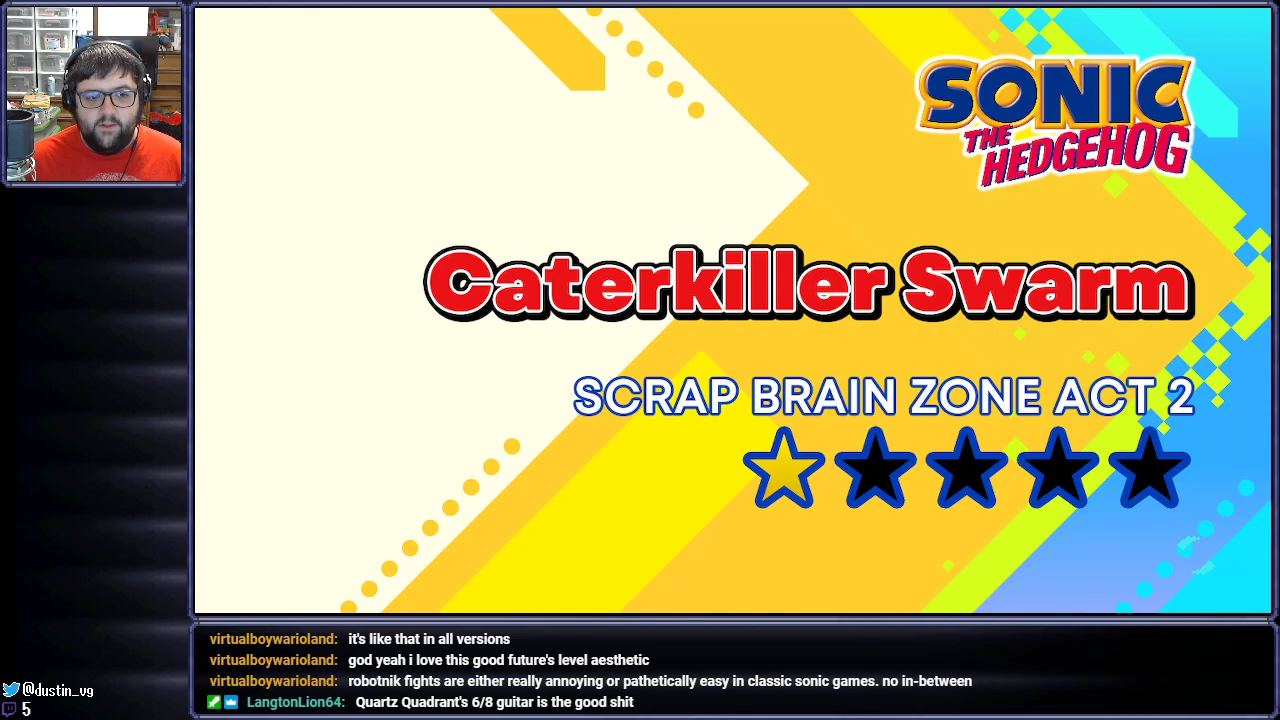 SONIC
THE
HEDGEHOG
Caterkiller Swarm
SCRAP BRAIN ZONE ACT 2
virtualboywarioland: it's like that in all versions
virtualboywarioland: god yeah i love this good future's level aesthetic
virtualboywarioland: robotnik fights are either really annoying or pathetically easy in classic sonic games. no in-between
LangtonLion64: Quartz Quadrant's 6/8 guitar is the good shit
@dustin_vg
5